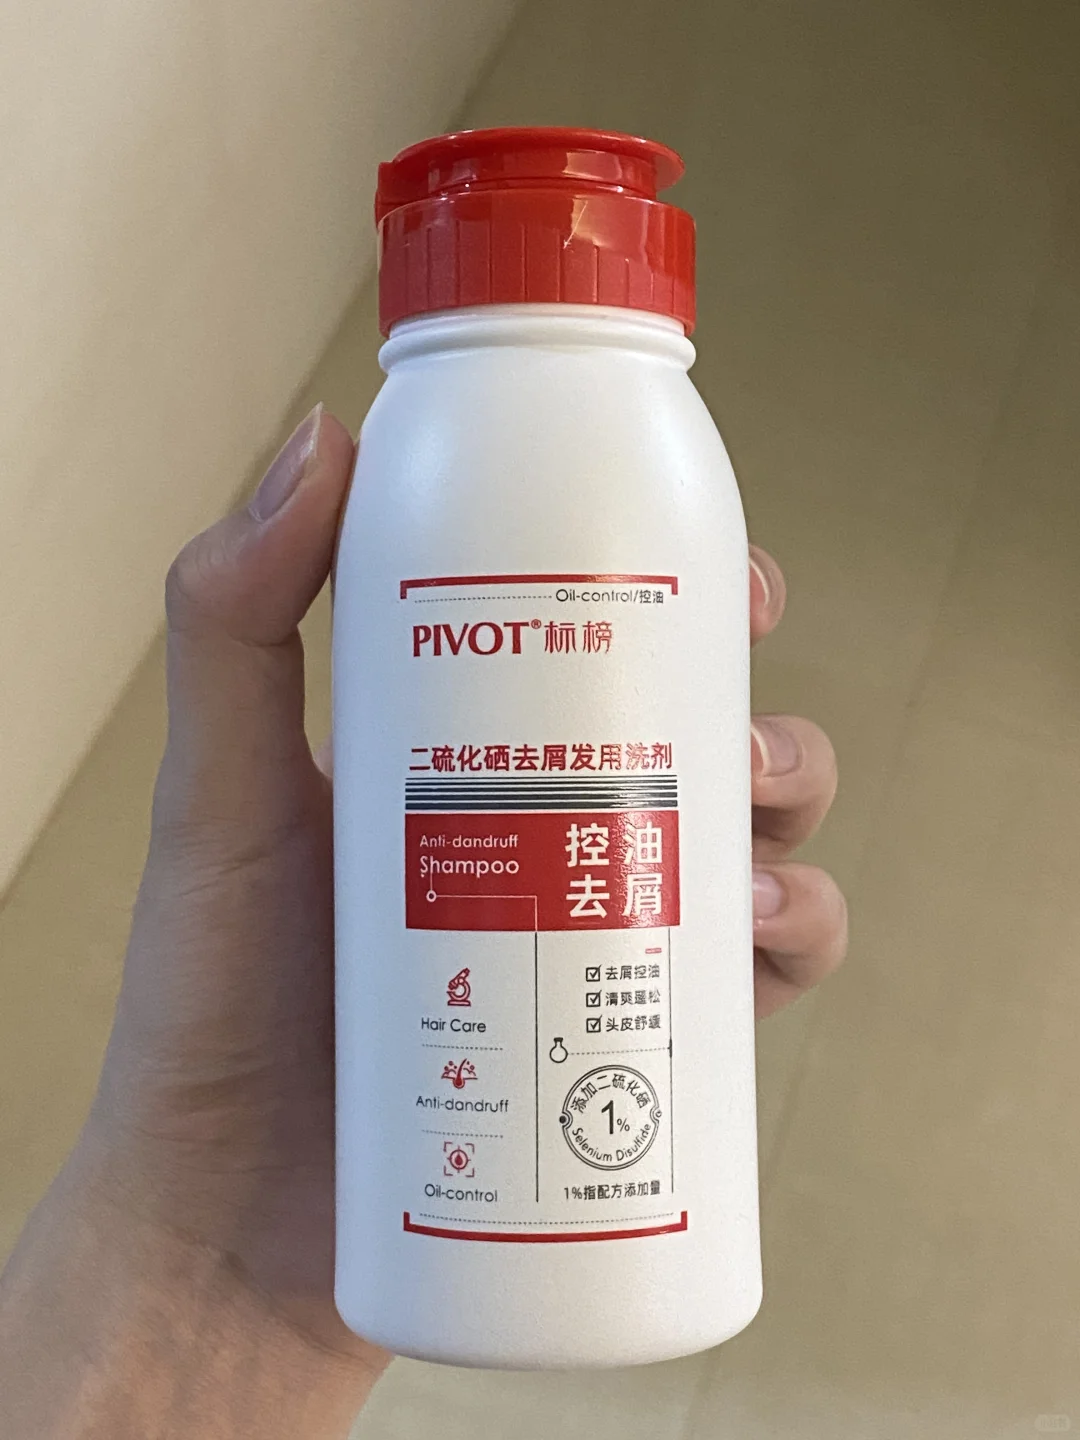 Oil-control/控油
PIVOT®标榜
二硫化硒去屑发用洗剂
Anti-dandruff
Shampoo
控油
去屑
去屑控油
清爽蓬松
头皮舒缓
Hair Care
Anti-dandruff
Oil-control
添加二硫化硒
1%
Selenium Disulfide
1%指配方添加量